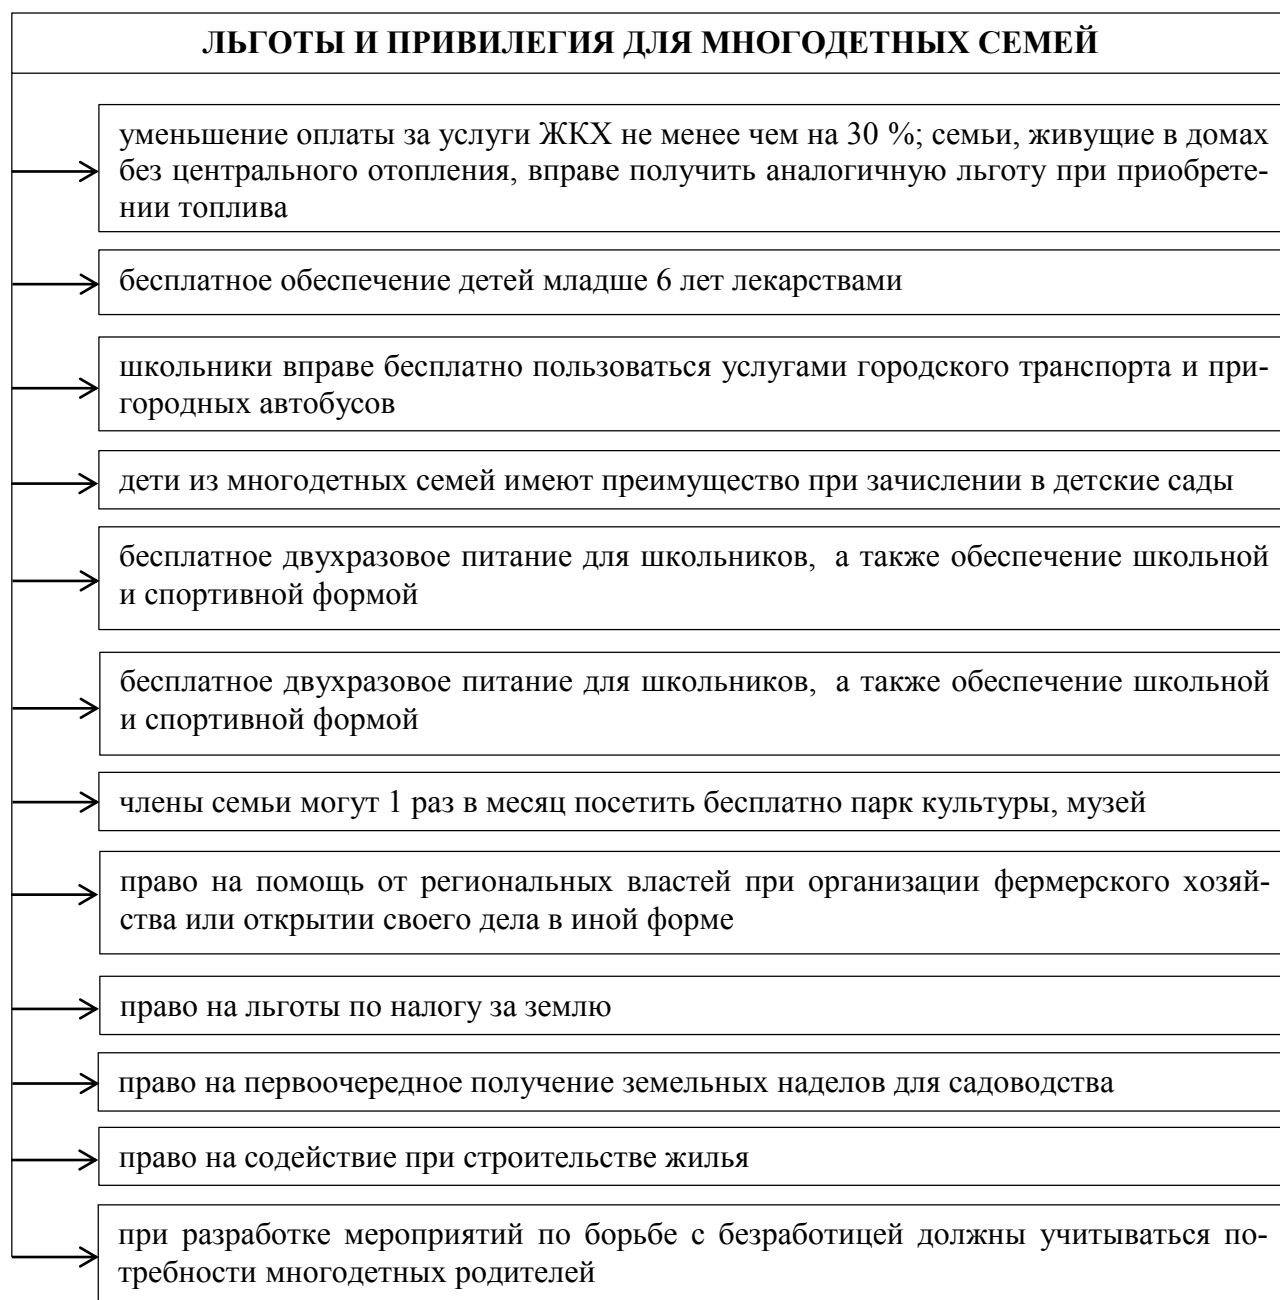 ЛЬГОТЫ И ПРИВИЛЕГИЯ ДЛЯ МНОГОДЕТНЫХ СЕМЕЙ
уменьшение оплаты за услуги ЖКХ не менее чем на 30 %; семьи, живущие в домах
без центрального отопления, вправе получить аналогичную льготу при приобрете-
нии топлива
бесплатное обеспечение детей младше 6 лет лекарствами
школьники вправе бесплатно пользоваться услугами городского транспорта и при-
городных автобусов
дети из многодетных семей имеют преимущество при зачислении в детские сады
бесплатное двухразовое питание для школьников, а также обеспечение школьной
и спортивной формой
бесплатное двухразовое питание для школьников, а также обеспечение школьной
и спортивной формой
члены семьи могут 1 раз в месяц посетить бесплатно парк культуры, музей
право на помощь от региональных властей при организации фермерского хозяй-
ства или открытии своего дела в иной форме
право на льготы по налогу за землю
право на первоочередное получение земельных наделов для садоводства
право на содействие при строительстве жилья
при разработке мероприятий по борьбе с безработицей должны учитываться по-
требности многодетных родителей